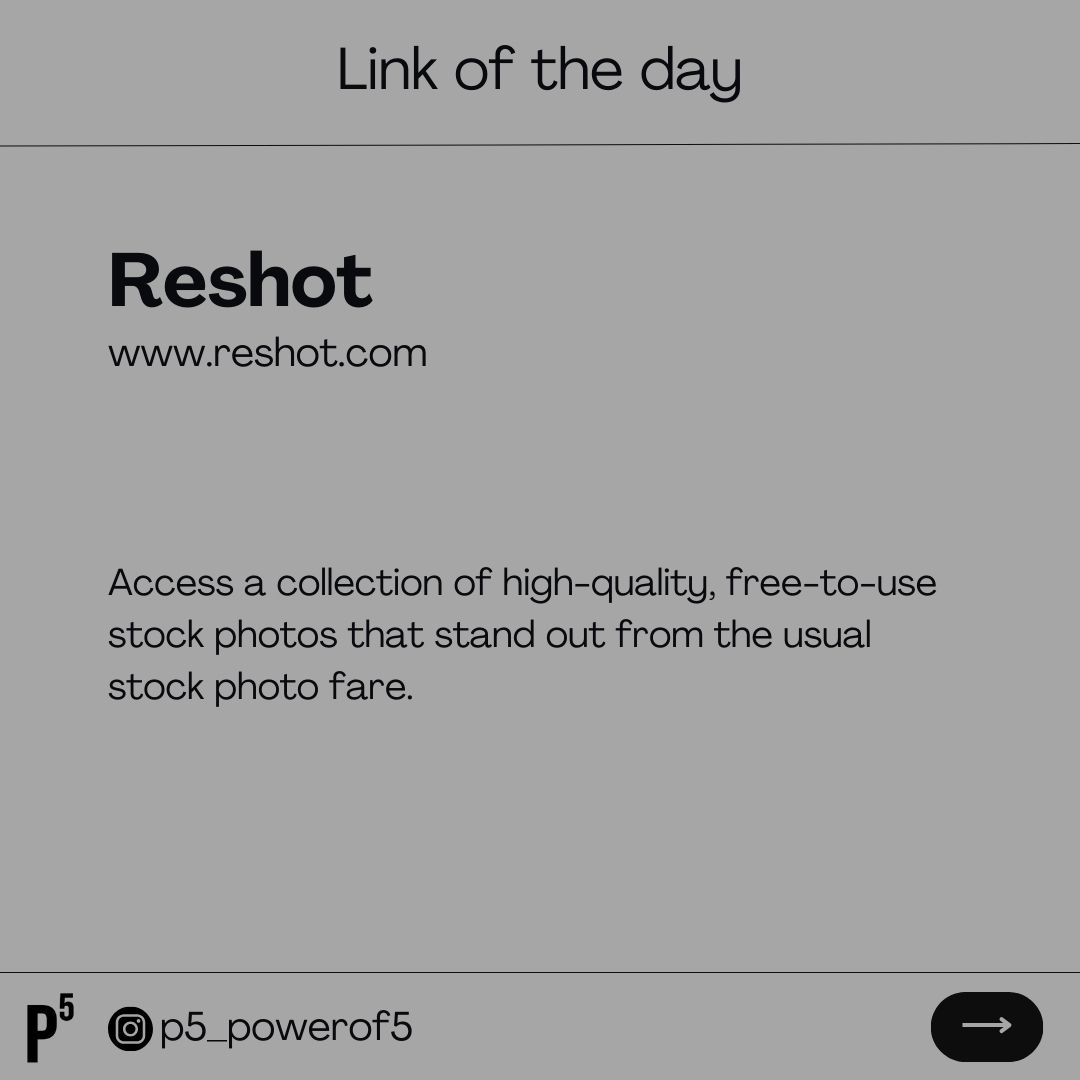 Link of the day
Reshot
www.reshot.com
Access a collection of high-quality, free-to-use
stock photos that stand out from the usual
stock photo fare.
P5 p5_powerof5